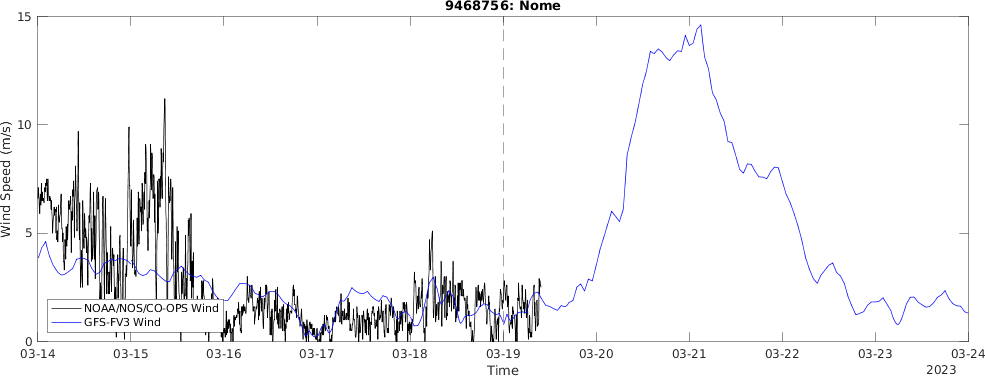 9468756: Nome
15
10
5
0
Wind Speed (m/s)
NOAA/NOS/CO-OPS Wind
GFS-FV3 Wind
03-14 03-15 03-16 03-17 03-18 03-19 03-20 03-21 03-22 03-23 03-24
Time
2023